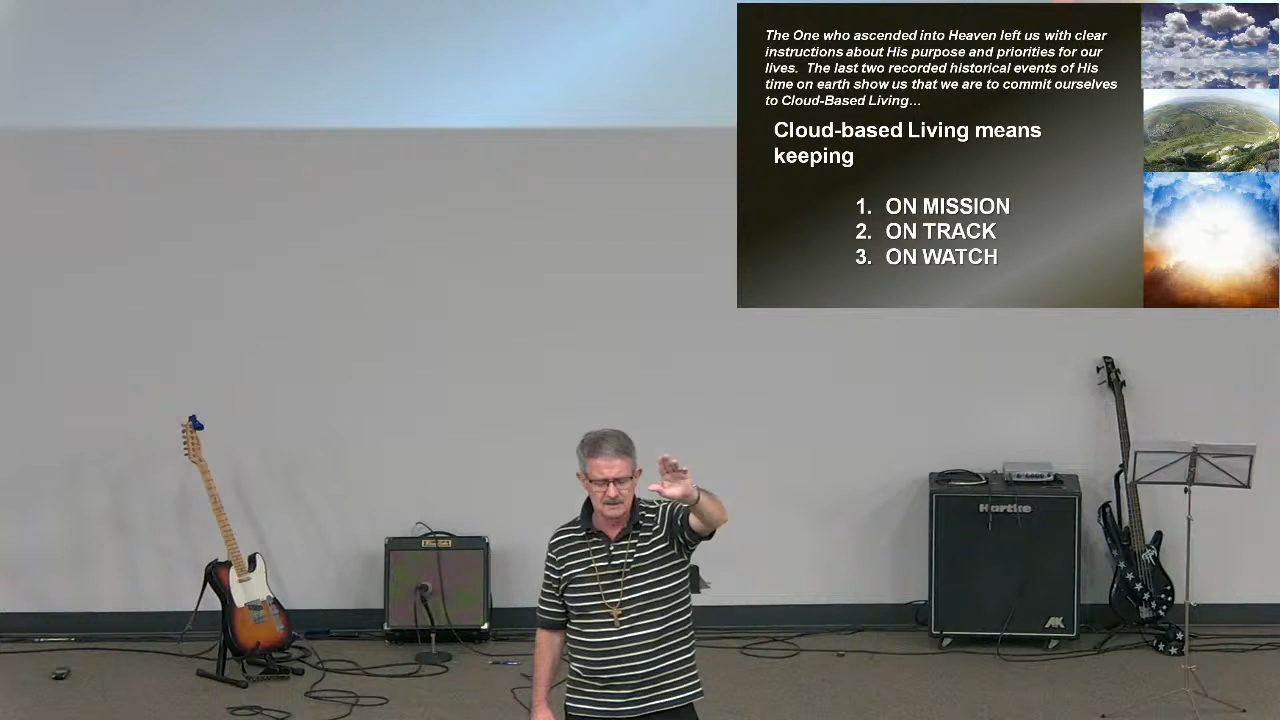 The One who ascended into Heaven left us with clear
instructions about His purpose and priorities for our
lives. The last two recorded historical events of His
time on earth show us that we are to commit ourselves
to Cloud-Based Living…
Cloud-based Living means
keeping
1. ON MISSION
2. ON TRACK
3. ON WATCH
Hartke
AK